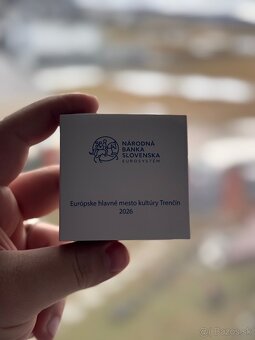 NÁRODNÁ
BANKA
SLOVENSKA
EUROSYSTÉM
Európske hlavné mesto kultúry Trenčín
2026